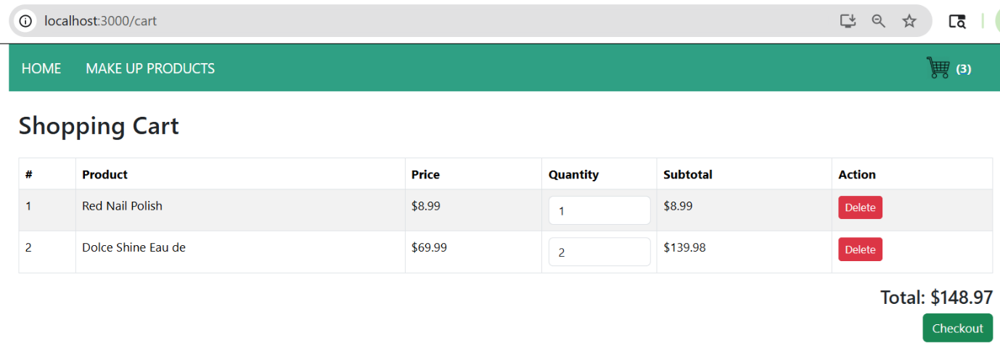 localhost:3000/cart
HOME MAKE UP PRODUCTS (3)
Shopping Cart
# Product Price Quantity Subtotal Action
1 Red Nail Polish $8.99 1 $8.99 Delete
2 Dolce Shine Eau de $69.99 2 $139.98 Delete
Total: $148.97
Checkout